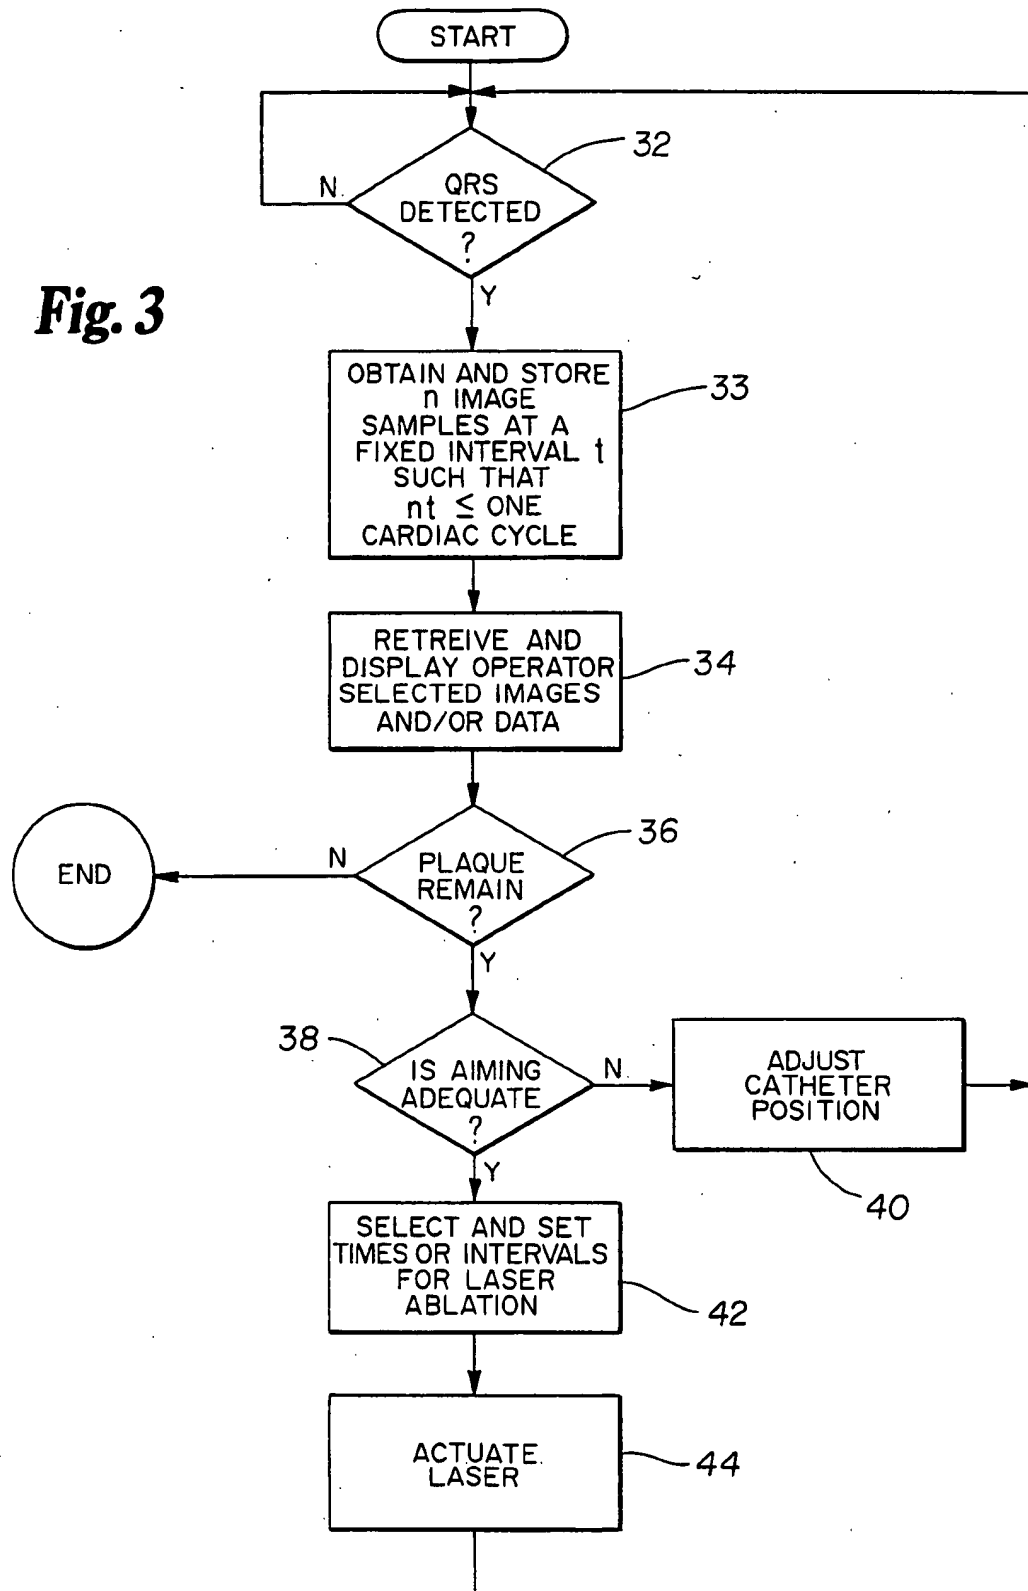 START
32
N
QRS
DETECTED
?
Y
Fig. 3
OBTAIN AND STORE
n IMAGE
SAMPLES AT A
FIXED INTERVAL t
SUCH THAT
nt ≤ ONE
CARDIAC CYCLE
33
RETREIVE AND
DISPLAY OPERATOR
SELECTED IMAGES
AND/OR DATA
34
36
END
N
PLAQUE
REMAIN
?
Y
38
IS AIMING
ADEQUATE
?
N
Y
ADJUST
CATHETER
POSITION
40
SELECT AND SET
TIMES OR INTERVALS
FOR LASER
ABLATION
42
ACTUATE
LASER
44